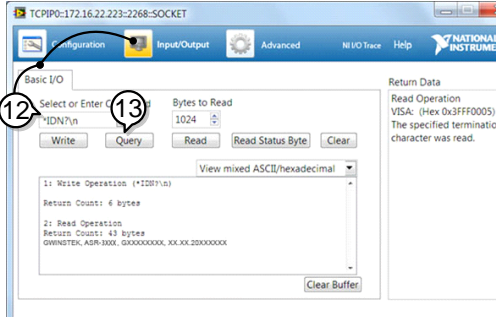 TCPIP0::172.16.22.223::2268::SOCKET
Configuration Input/Output Advanced NI I/O Trace Help NATIONAL INSTRUME
Basic I/O
Return Data
12 Select or Enter 13 d Bytes to Read
*IDN?\n 1024
Write Query Read Read Status Byte Clear
Read Operation
VISA: (Hex 0x3FFF0005)
The specified terminatio
character was read.
View mixed ASCII/hexadecimal
1: Write Operation (*IDN?\n)
Return Count: 6 bytes
2: Read Operation
Return Count: 43 bytes
GWINSTEK, ASR-3XXX, GXXXXXXXX, XX.XX.20XXXXXX
Clear Buffer